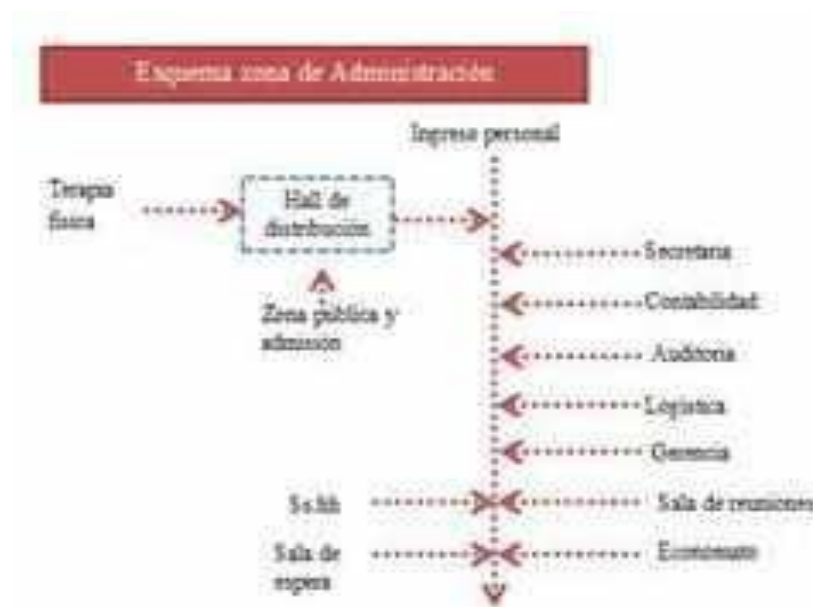 Esquema zona de Administración
Ingreso personal
Terapia
física
Hall de
distribución
Zona pública y
admisión
Secretaria
Contabilidad
Auditoria
Logística
Gerencia
Ss.hh
Sala de reuniones
Sala de
espera
Economato